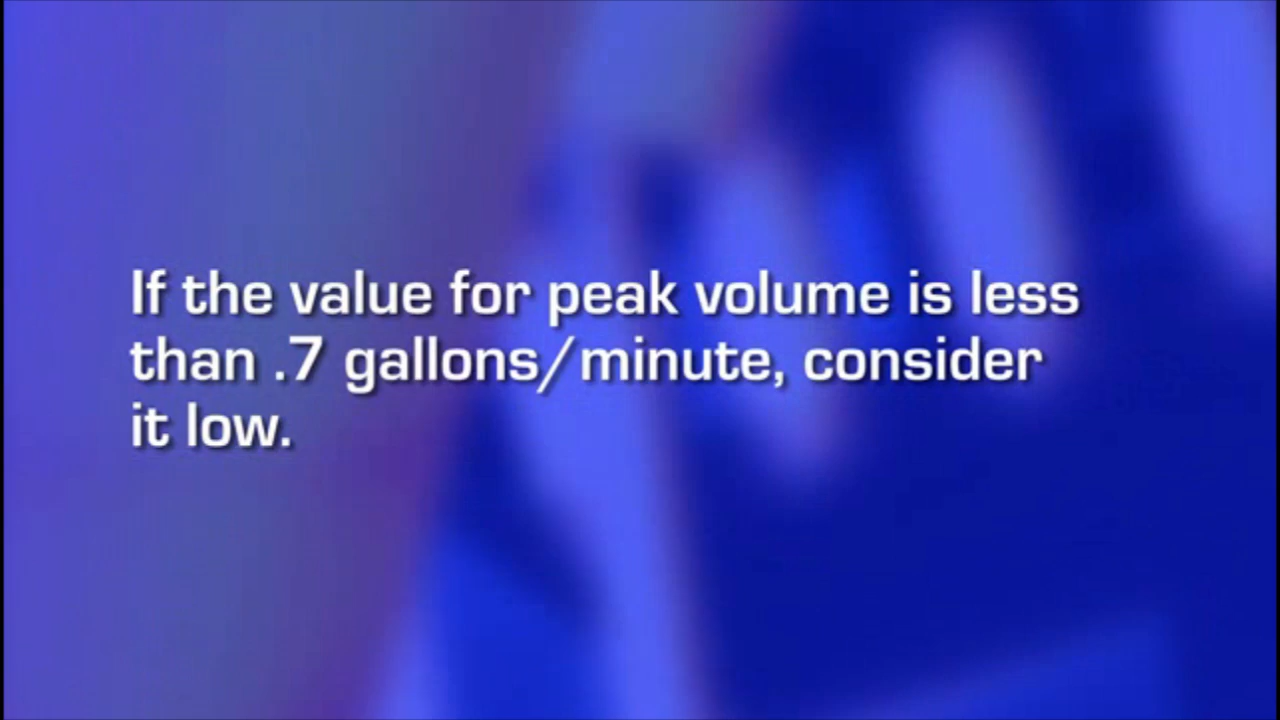 If the value for peak volume is less
than .7 gallons/minute, consider
it low.